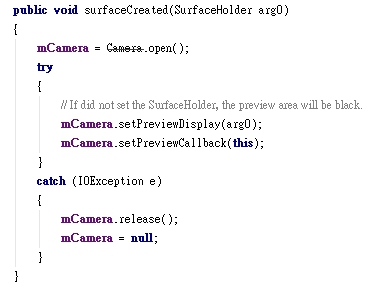 public void surfaceCreated(SurfaceHolder arg0)
{
mCamera = Camera.open();
try
{
// If did not set the SurfaceHolder, the preview area will be black.
mCamera.setPreviewDisplay(arg0);
mCamera.setPreviewCallback(this);
}
catch (IOException e)
{
mCamera.release();
mCamera = null;
}
}